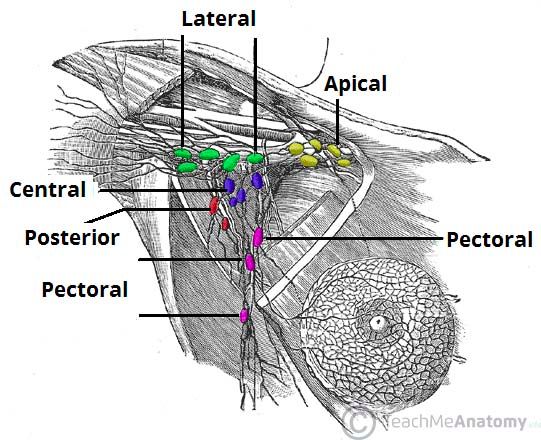 Lateral
Apical
Central
Posterior
Pectoral
Pectoral
© TeachMeAnatomy